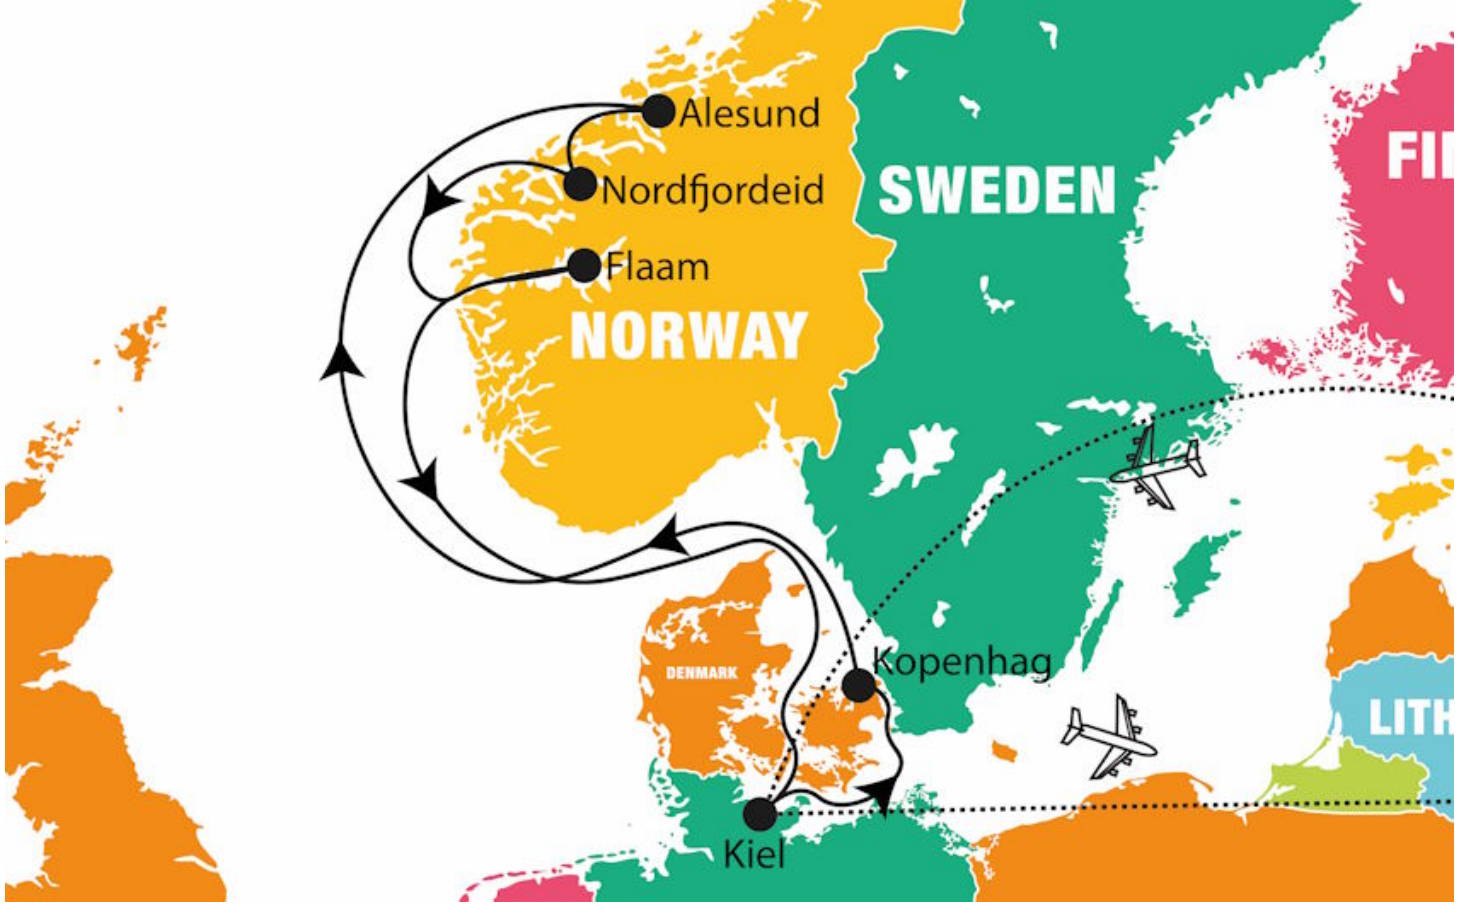 Alesund
FI
SWEDEN
Nordfjordeid
Flaam
NORWAY
Kopenhag
DENMARK
LITH
Kiel